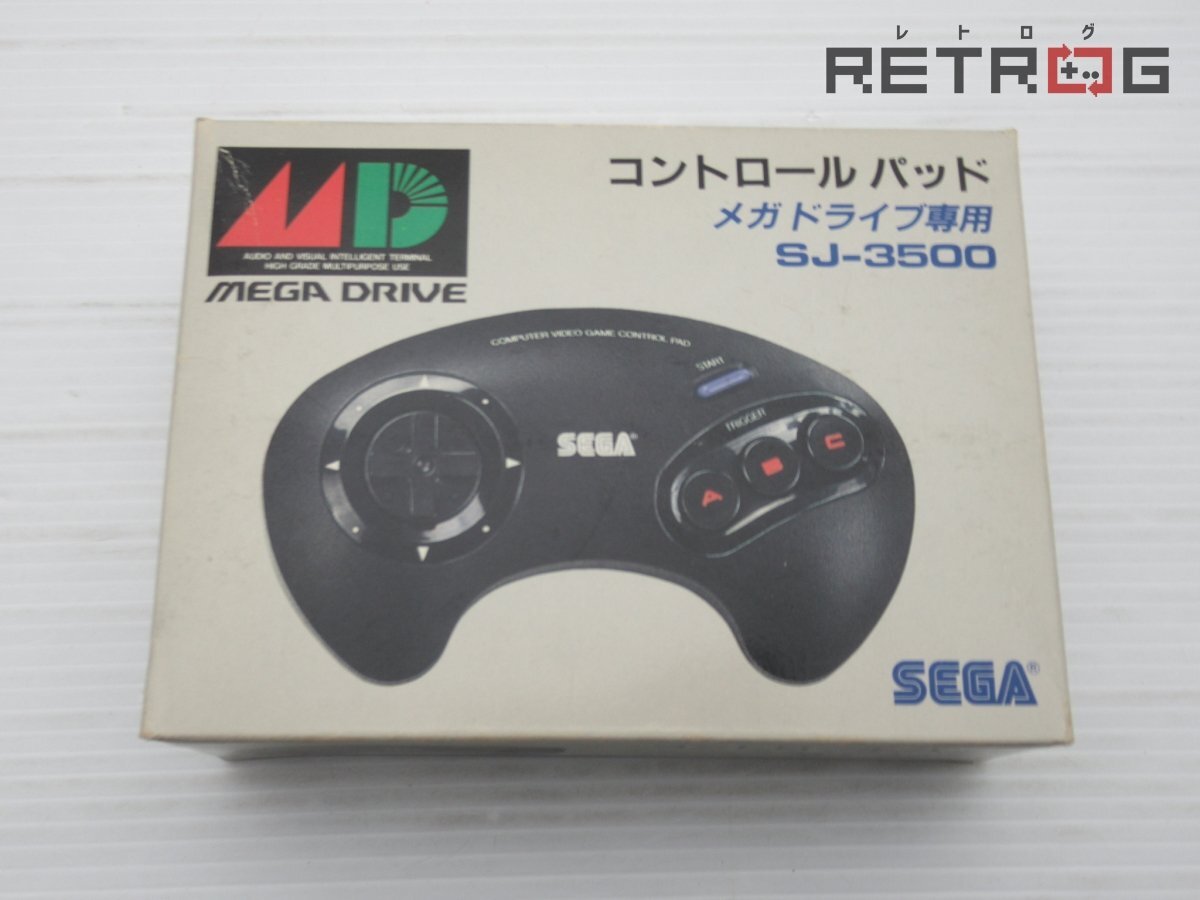 レトログ
RETROG
コントロール パッド
メガドライブ専用
SJ-3500
MD
AUDIO AND VISUAL INTELLIGENT TERMINAL
HIGH GRADE MULTIPURPOSE USE
MEGA DRIVE
COMPUTER VIDEO GAME CONTROL PAD
START
TRIGGER
SEGA®
A B C
SEGA®